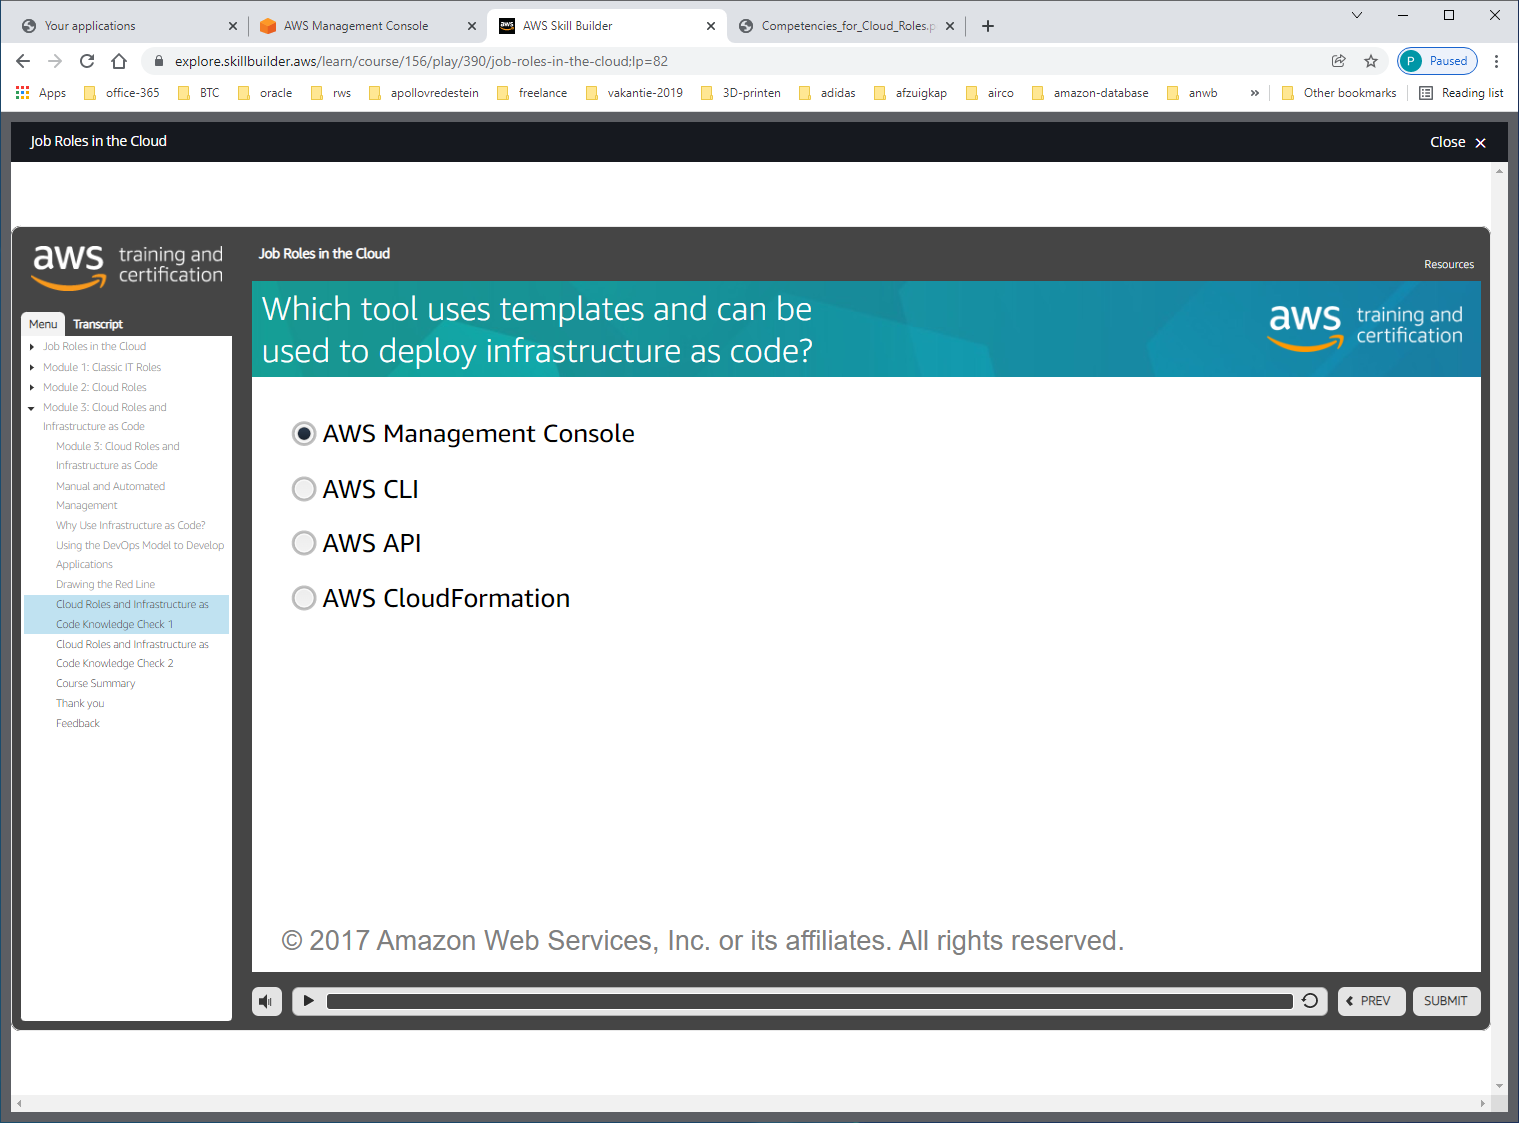 Your applications
AWS Management Console
AWS Skill Builder
Competencies_for_Cloud_Roles.p
explore.skillbuilder.aws/learn/course/156/play/390/job-roles-in-the-cloud;lp=82
P Paused
Apps office-365 BTC oracle rws apollovredestein freelance vakantie-2019 3D-printen adidas afzuigkap airco amazon-database anwb » Other bookmarks Reading list
Job Roles in the Cloud
Close
aws training and certification
Job Roles in the Cloud
Resources
Menu Transcript
Job Roles in the Cloud
Module 1: Classic IT Roles
Module 2: Cloud Roles
Module 3: Cloud Roles and
Infrastructure as Code
Module 3: Cloud Roles and
Infrastructure as Code
Manual and Automated
Management
Why Use Infrastructure as Code?
Using the DevOps Model to Develop
Applications
Drawing the Red Line
Cloud Roles and Infrastructure as
Code Knowledge Check 1
Cloud Roles and Infrastructure as
Code Knowledge Check 2
Course Summary
Thank you
Feedback
Which tool uses templates and can be
used to deploy infrastructure as code?
aws training and
certification
AWS Management Console
AWS CLI
AWS API
AWS CloudFormation
© 2017 Amazon Web Services, Inc. or its affiliates. All rights reserved.
PREV
SUBMIT